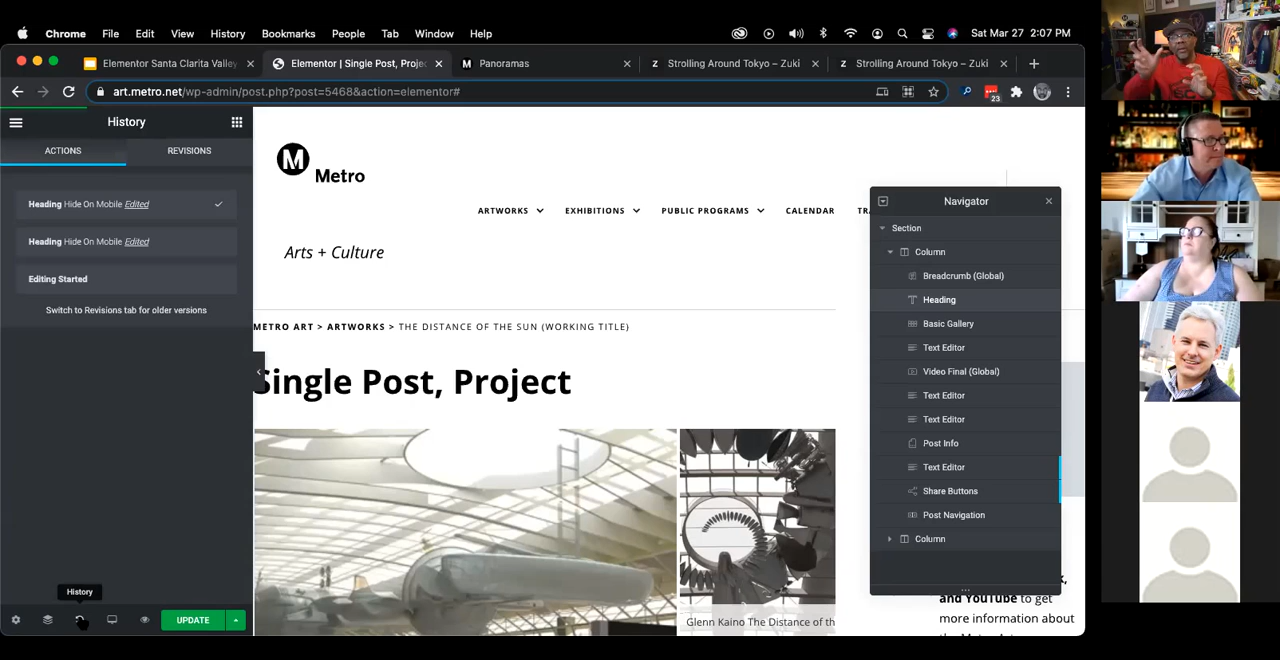 Chrome File Edit View History Bookmarks People Tab Window Help Sat Mar 27 2:07 PM
Elementor Santa Clarita Valley Elementor | Single Post, Projec Panoramas Strolling Around Tokyo – Zuki Strolling Around Tokyo – Zuki
art.metro.net/wp-admin/post.php?post=5468&action=elementor# 23
History
ACTIONS REVISIONS
Heading Hide On Mobile Edited
Heading Hide On Mobile Edited
Editing Started
Switch to Revisions tab for older versions
History
UPDATE
M Metro
ARTWORKS EXHIBITIONS PUBLIC PROGRAMS CALENDAR TR
Arts + Culture
METRO ART > ARTWORKS > THE DISTANCE OF THE SUN (WORKING TITLE)
Single Post, Project
Glenn Kaino The Distance of th
Navigator
Section
Column
Breadcrumb (Global)
Heading
Basic Gallery
Text Editor
Video Final (Global)
Text Editor
Text Editor
Post Info
Text Editor
Share Buttons
Post Navigation
Column
and YouTube to get
more information about